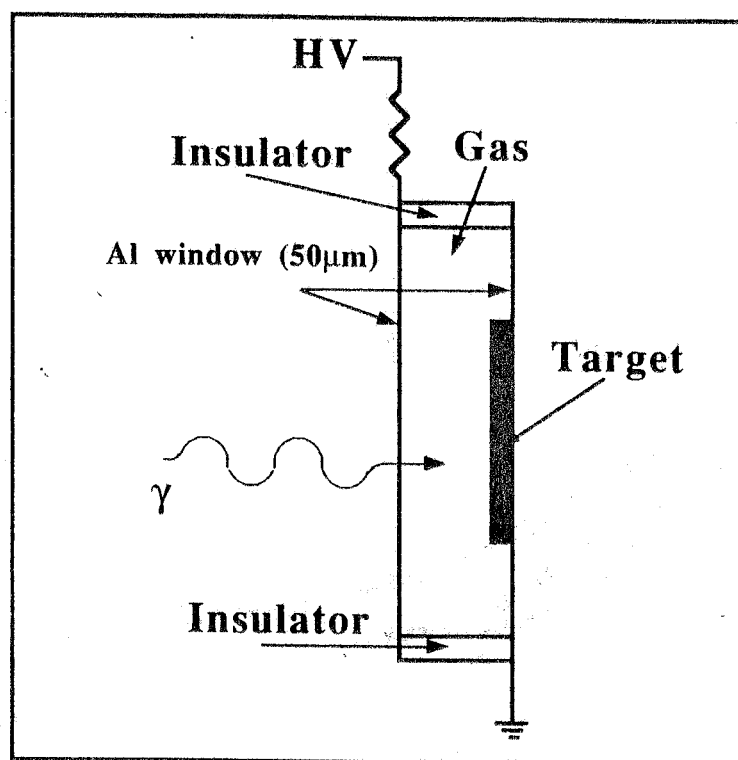 HV
Insulator
Gas
Al window (50μm)
Target
γ
Insulator